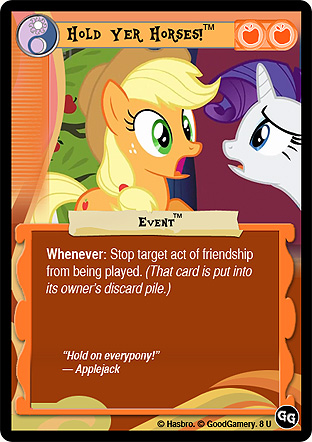 Hold Yer Horses!™
Event™
Whenever: Stop target act of friendship
from being played. (That card is put into
its owner's discard pile.)
“Hold on everypony!”
— Applejack
GG
© Hasbro. © GoodGamery. 8 U